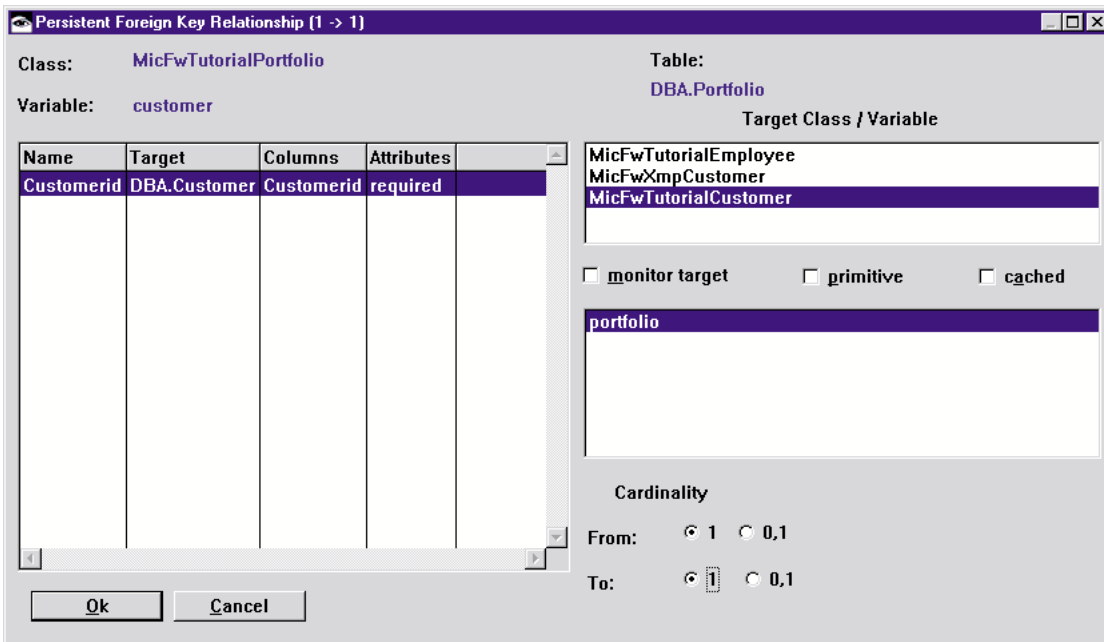 Persistent Foreign Key Relationship (1 -> 1)
Class: MicFwTutorialPortfolio
Variable: customer
Table:
DBA.Portfolio
Target Class / Variable
Name Target Columns Attributes
Customerid DBA.Customer Customerid required
MicFwTutorialEmployee
MicFwXmpCustomer
MicFwTutorialCustomer
monitor target primitive cached
portfolio
Cardinality
From: 1 0,1
To: 1 0,1
Ok Cancel